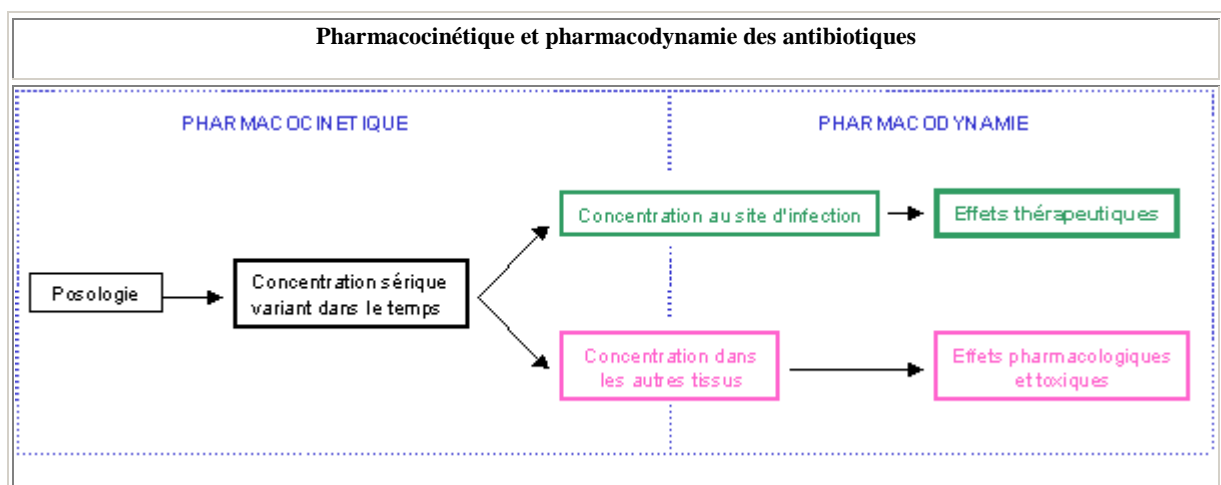 Pharmacocinétique et pharmacodynamie des antibiotiques
PHARMACOCINETIQUE
PHARMACODYNAMIE
Concentration au site d'infection
Effets thérapeutiques
Posologie
Concentration sérique
variant dans le temps
Concentration dans
les autres tissus
Effets pharmacologiques
et toxiques